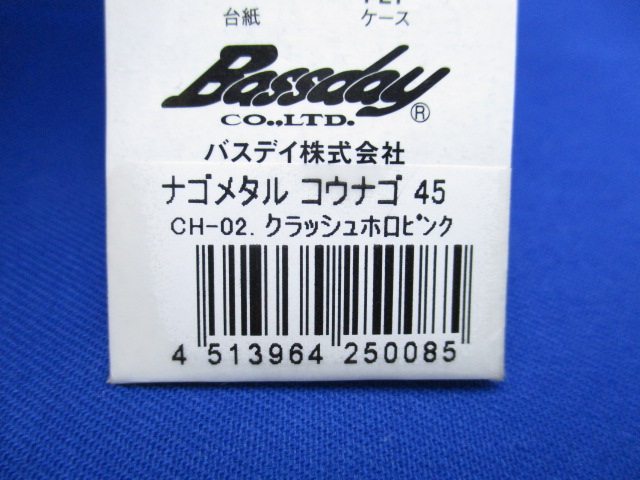 台紙 ケース
Bassday
CO.,LTD. ®
バスデイ株式会社
ナゴメタル コウナゴ 45
CH-02. クラッシュホロピンク
4 513964 250085